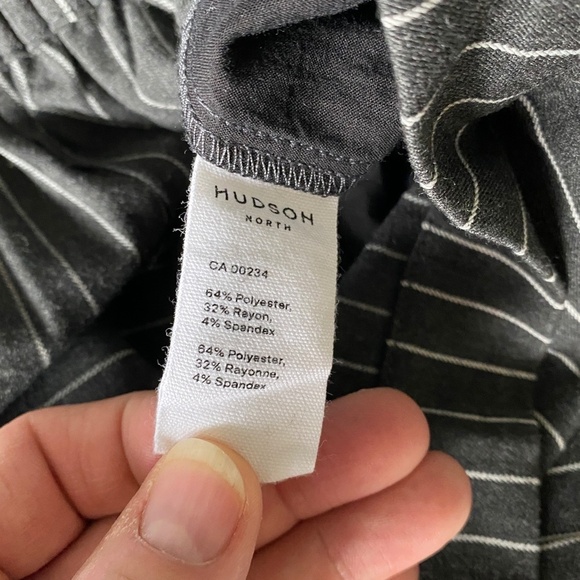 HUDSON
NORTH
CA 00234
64% Polyester,
32% Rayon,
4% Spandex
64% Polyester,
32% Rayonne,
4% Spandex